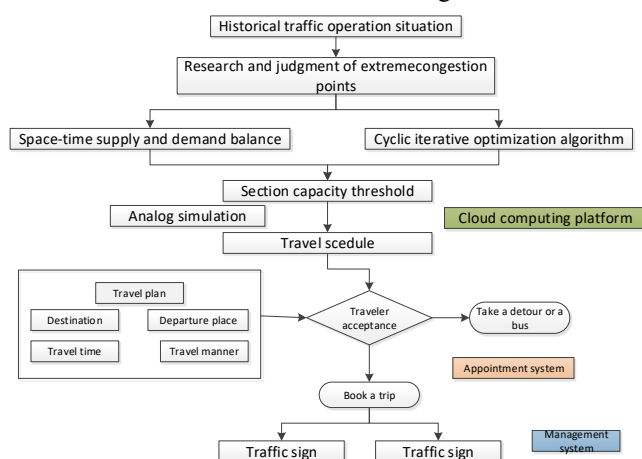 Historical traffic operation situation
Research and judgment of extremecongestion
points
Space-time supply and demand balance
Cyclic iterative optimization algorithm
Section capacity threshold
Analog simulation
Cloud computing platform
Travel scedule
Travel plan
Destination
Departure place
Travel time
Travel manner
Traveler
acceptance
Take a detour or a
bus
Appointment system
Book a trip
Management
system
Traffic sign
Traffic sign